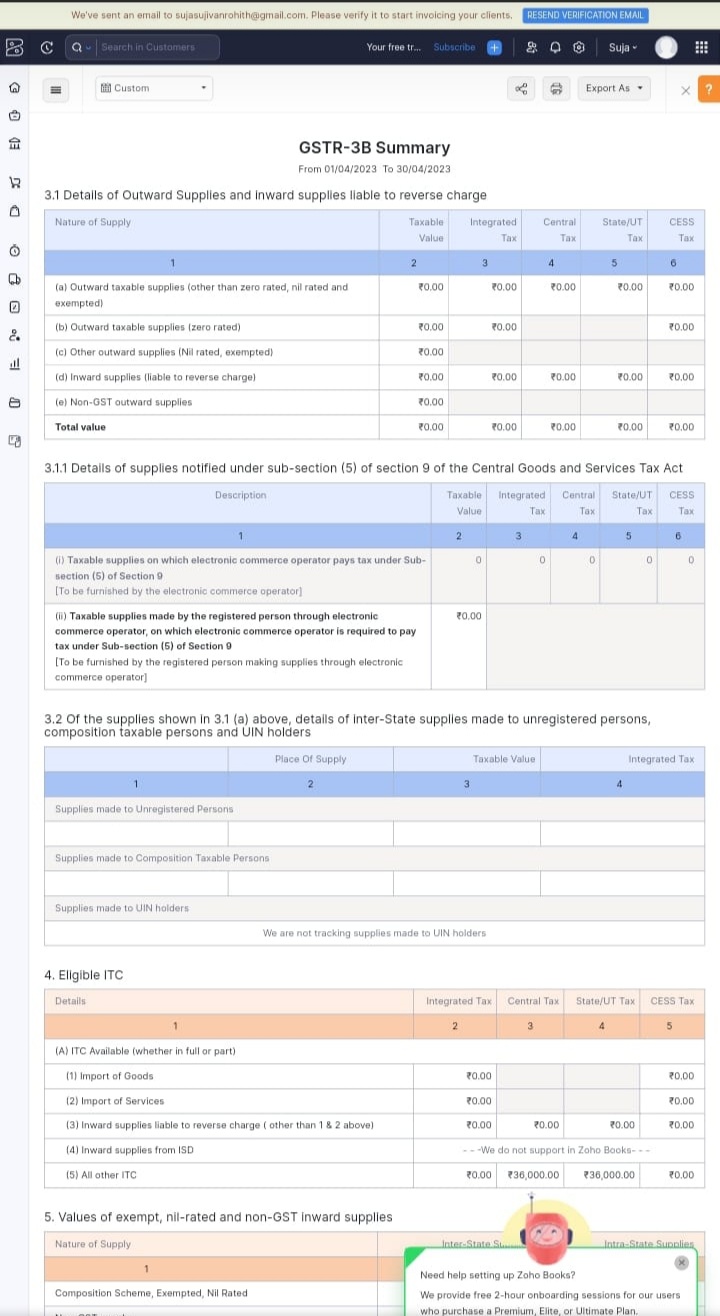 We've sent an email to sujasujivanrohith@gmail.com. Please verify it to start invoicing your clients. RESEND VERIFICATION EMAIL
Search in Customers Your free tr... Subscribe + Suja
Custom Export As × ?
GSTR-3B Summary
From 01/04/2023 To 30/04/2023
3.1 Details of Outward Supplies and inward supplies liable to reverse charge
Nature of Supply Taxable Value Integrated Tax Central Tax State/UT Tax CESS Tax
1 2 3 4 5 6
(a) Outward taxable supplies (other than zero rated, nil rated and exempted) ₹0.00 ₹0.00 ₹0.00 ₹0.00 ₹0.00
(b) Outward taxable supplies (zero rated) ₹0.00 ₹0.00 ₹0.00
(c) Other outward supplies (Nil rated, exempted) ₹0.00
(d) Inward supplies (liable to reverse charge) ₹0.00 ₹0.00 ₹0.00 ₹0.00 ₹0.00
(e) Non-GST outward supplies ₹0.00
Total value ₹0.00 ₹0.00 ₹0.00 ₹0.00 ₹0.00
3.1.1 Details of supplies notified under sub-section (5) of section 9 of the Central Goods and Services Tax Act
Description Taxable Value Integrated Tax Central Tax State/UT Tax CESS Tax
1 2 3 4 5 6
(i) Taxable supplies on which electronic commerce operator pays tax under Sub- 0 0 0 0 0
section (5) of Section 9
[To be furnished by the electronic commerce operator]
(ii) Taxable supplies made by the registered person through electronic ₹0.00
commerce operator, on which electronic commerce operator is required to pay
tax under Sub-section (5) of Section 9
[To be furnished by the registered person making supplies through electronic
commerce operator]
3.2 Of the supplies shown in 3.1 (a) above, details of inter-State supplies made to unregistered persons,
composition taxable persons and UIN holders
Place Of Supply Taxable Value Integrated Tax
1 2 3 4
Supplies made to Unregistered Persons
Supplies made to Composition Taxable Persons
Supplies made to UIN holders
We are not tracking supplies made to UIN holders
4. Eligible ITC
Details Integrated Tax Central Tax State/UT Tax CESS Tax
1 2 3 4 5
(A) ITC Available (whether in full or part)
(1) Import of Goods ₹0.00 ₹0.00
(2) Import of Services ₹0.00 ₹0.00
(3) Inward supplies liable to reverse charge ( other than 1 & 2 above) ₹0.00 ₹0.00 ₹0.00 ₹0.00
(4) Inward supplies from ISD - - -We do not support in Zoho Books- - -
(5) All other ITC ₹0.00 ₹36,000.00 ₹36,000.00 ₹0.00
5. Values of exempt, nil-rated and non-GST inward supplies
Nature of Supply Inter-State Intra-State Supplies
1
Composition Scheme, Exempted, Nil Rated
Need help setting up Zoho Books?
We provide free 2-hour onboarding sessions for our users
who purchase a Premium, Elite, or Ultimate Plan.